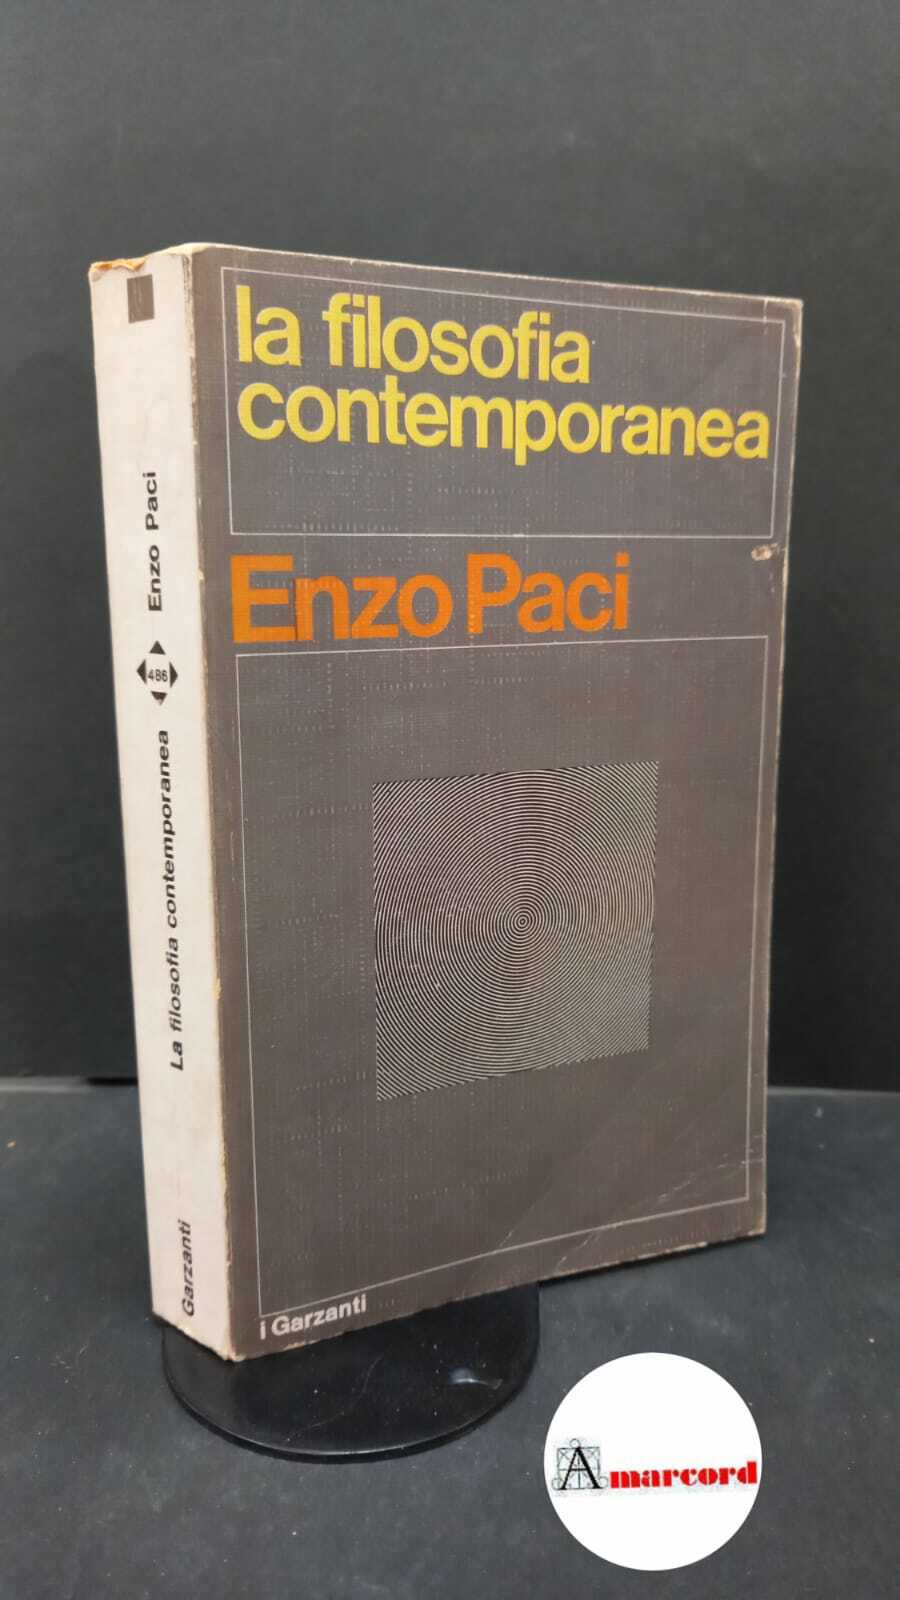 la filosofia
contemporanea
Enzo Paci
i Garzanti
Enzo Paci
486
La filosofia contemporanea
Garzanti
Amarcord